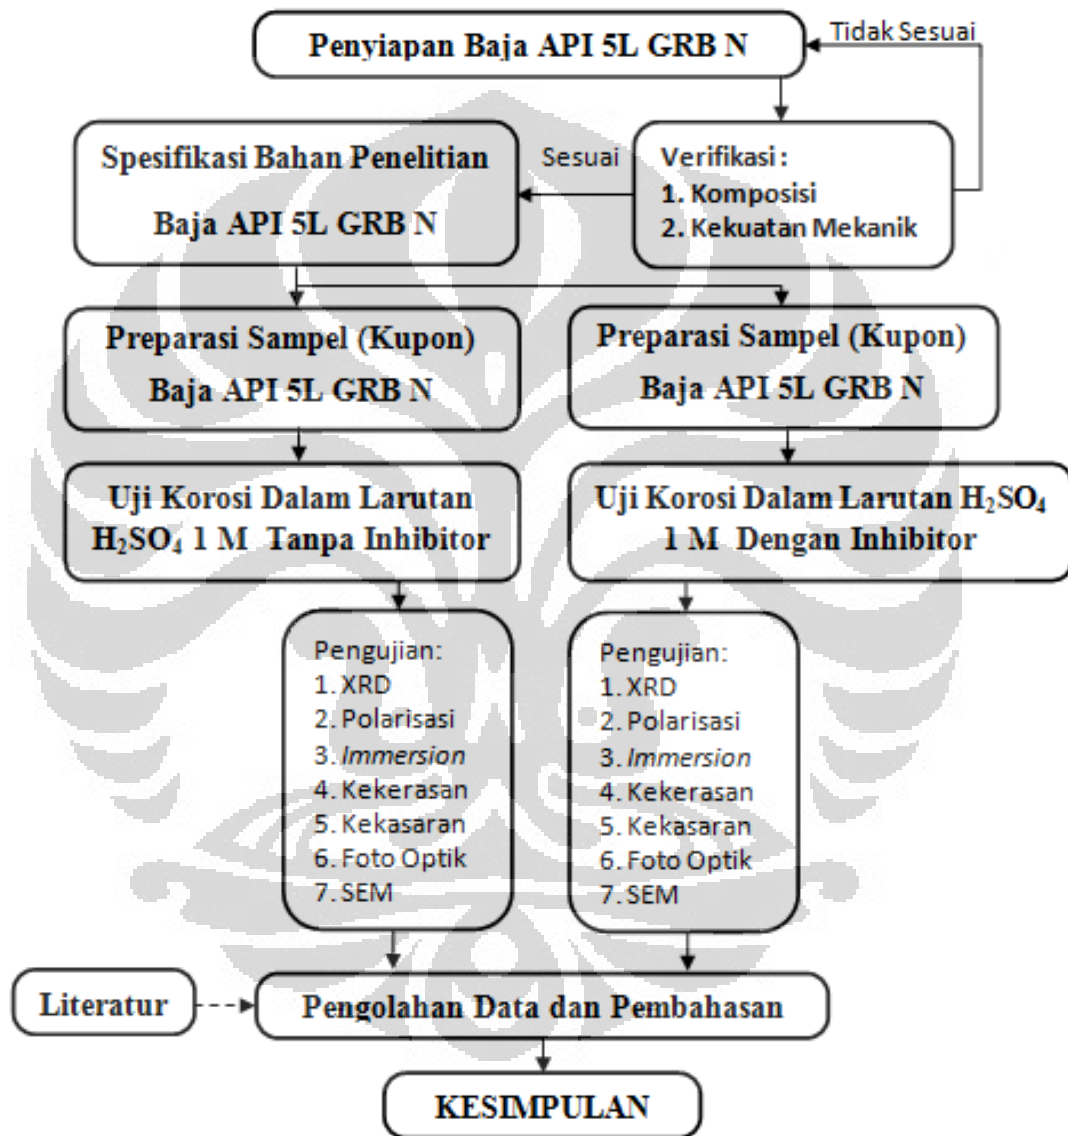 Penyiapan Baja API 5L GRB N
Tidak Sesuai
Spesifikasi Bahan Penelitian
Baja API 5L GRB N
Sesuai
Verifikasi :
1. Komposisi
2. Kekuatan Mekanik
Preparasi Sampel (Kupon)
Baja API 5L GRB N
Preparasi Sampel (Kupon)
Baja API 5L GRB N
Uji Korosi Dalam Larutan
H₂SO₄ 1 M Tanpa Inhibitor
Uji Korosi Dalam Larutan H₂SO₄
1 M Dengan Inhibitor
Pengujian:
1. XRD
2. Polarisasi
3. Immersion
4. Kekerasan
5. Kekasaran
6. Foto Optik
7. SEM
Pengujian:
1. XRD
2. Polarisasi
3. Immersion
4. Kekerasan
5. Kekasaran
6. Foto Optik
7. SEM
Literatur
Pengolahan Data dan Pembahasan
KESIMPULAN